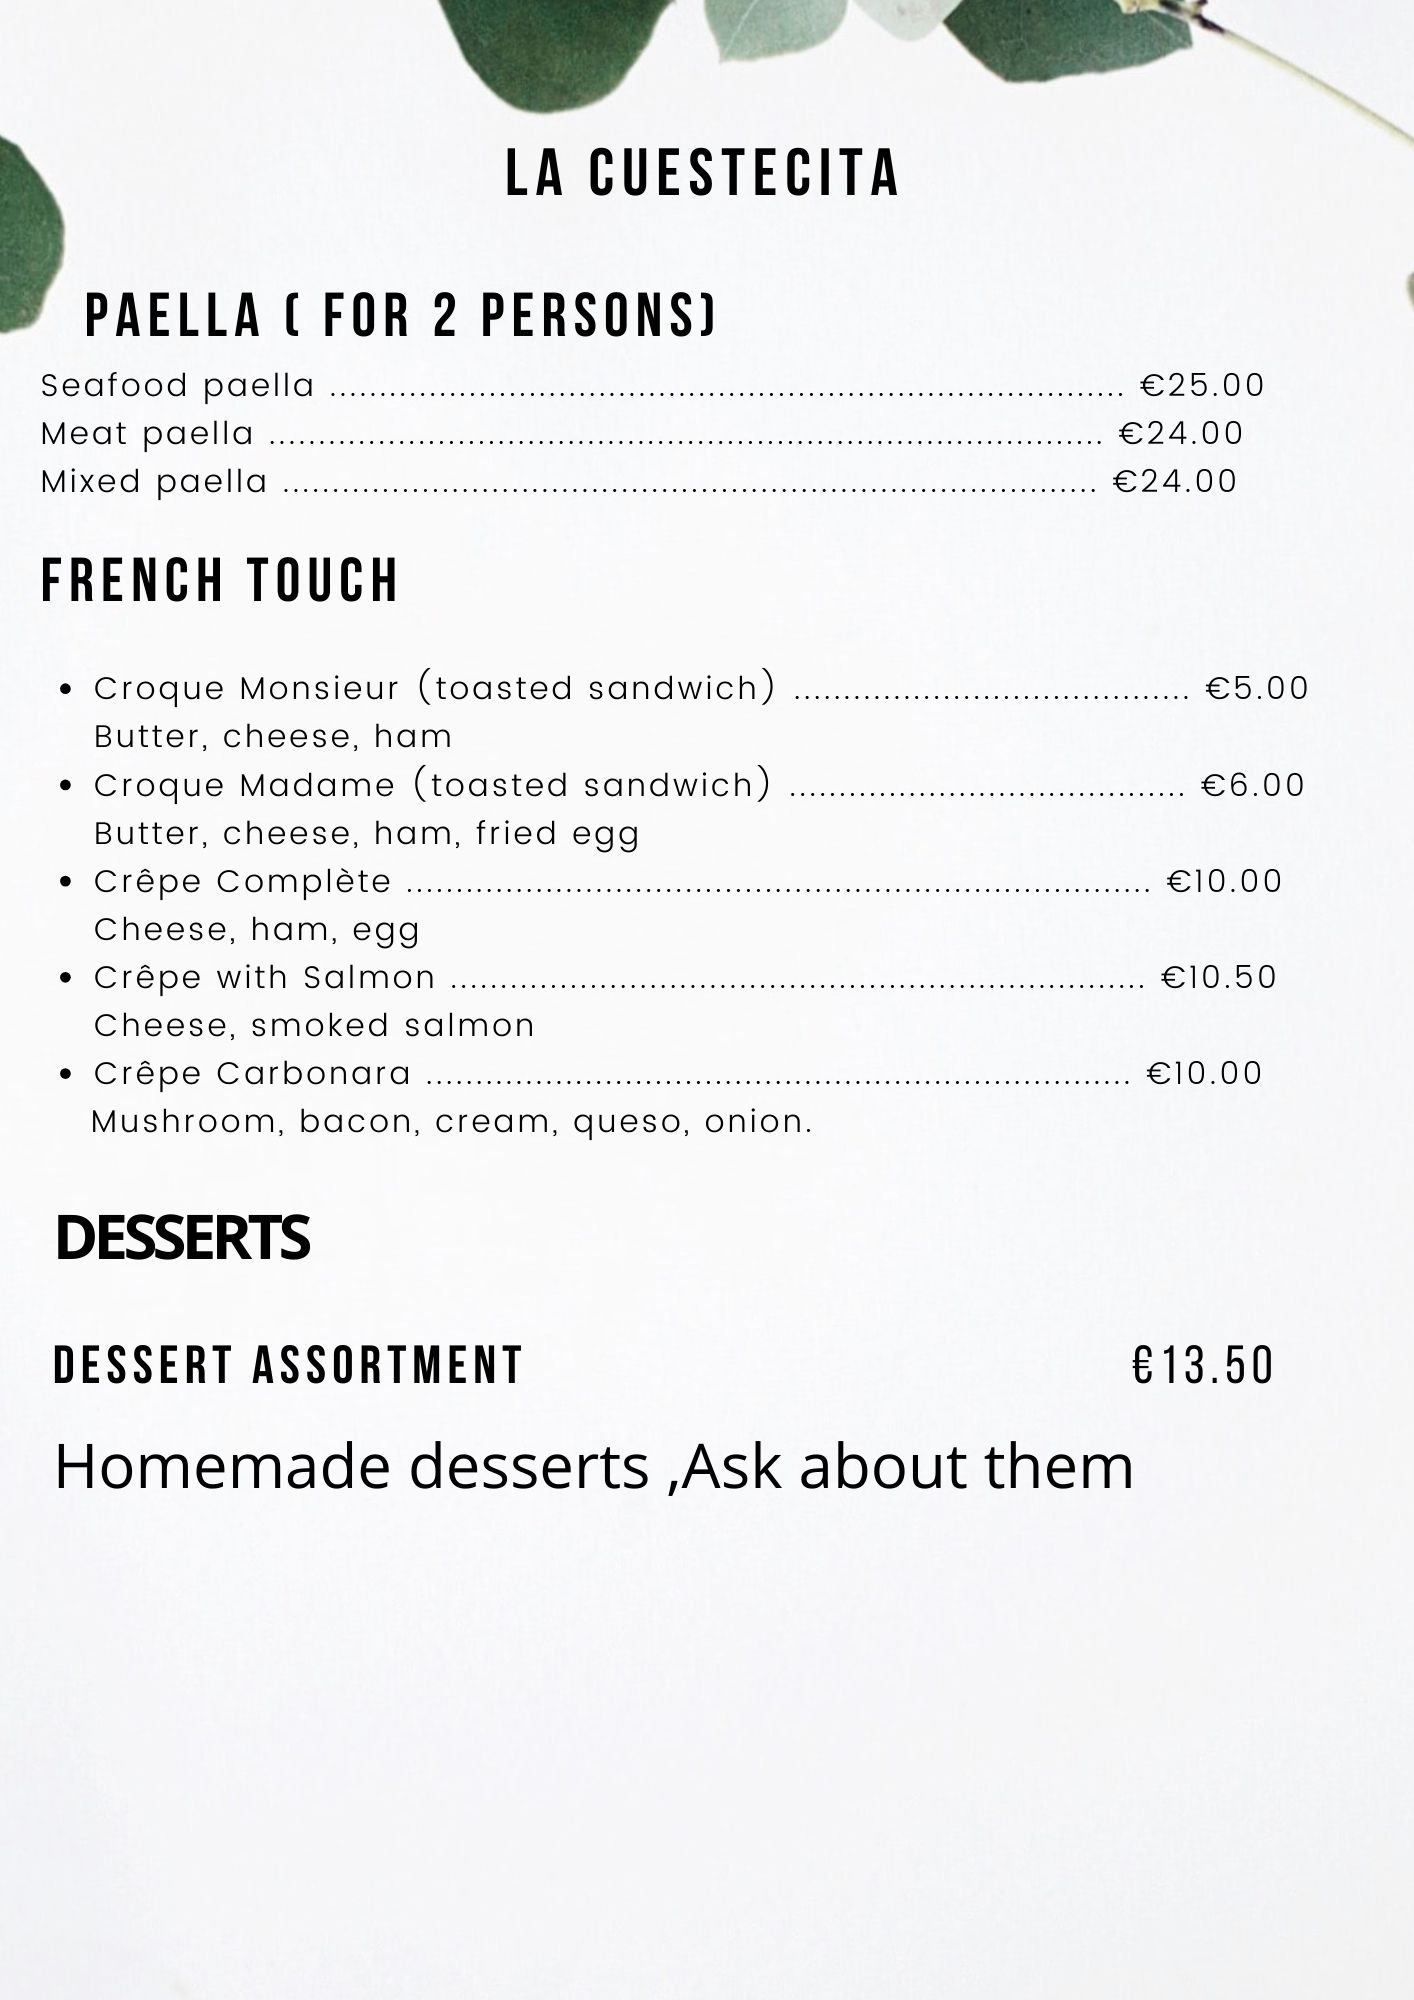 LA CUESTECITA
PAELLA ( FOR 2 PERSONS)
Seafood paella ................................................................................ €25.00
Meat paella .................................................................................... €24.00
Mixed paella .................................................................................. €24.00
FRENCH TOUCH
• Croque Monsieur (toasted sandwich) ........................................ €5.00
Butter, cheese, ham
• Croque Madame (toasted sandwich) ........................................ €6.00
Butter, cheese, ham, fried egg
• Crêpe Complète ........................................................................... €10.00
Cheese, ham, egg
• Crêpe with Salmon ...................................................................... €10.50
Cheese, smoked salmon
• Crêpe Carbonara ....................................................................... €10.00
Mushroom, bacon, cream, queso, onion.
DESSERTS
DESSERT ASSORTMENT €13.50
Homemade desserts ,Ask about them